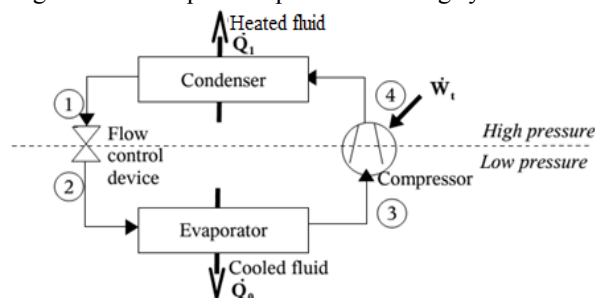 Heated fluid
Q̇₁
Condenser
4
Ẇₜ
1
Flow
control
device
High pressure
Low pressure
2
Compressor
3
Evaporator
Cooled fluid
Q̇₀